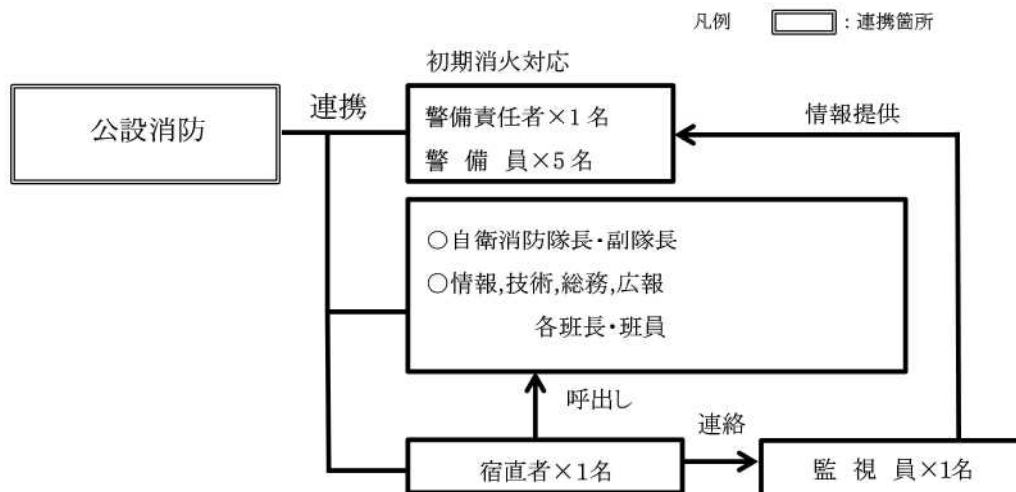 凡例 :連携箇所
初期消火対応
公設消防
連携
警備責任者×1名
警 備 員×5名
情報提供
○自衛消防隊長・副隊長
○情報,技術,総務,広報
各班長・班員
呼出し
連絡
宿直者×1名
監 視 員×1名